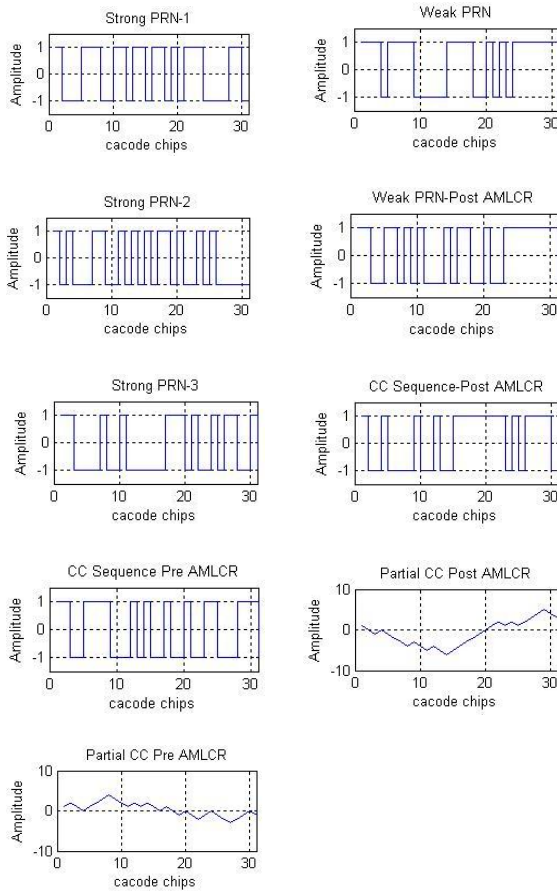 Strong PRN-1
Amplitude
1
0
-1
0 10 20 30
cacode chips
Weak PRN
Amplitude
1
0
-1
0 10 20 30
cacode chips
Strong PRN-2
Amplitude
1
0
-1
0 10 20 30
cacode chips
Weak PRN-Post AMLCR
Amplitude
1
0
-1
0 10 20 30
cacode chips
Strong PRN-3
Amplitude
1
0
-1
0 10 20 30
cacode chips
CC Sequence-Post AMLCR
Amplitude
1
0
-1
0 10 20 30
cacode chips
CC Sequence Pre AMLCR
Amplitude
1
0
-1
0 10 20 30
cacode chips
Partial CC Post AMLCR
Amplitude
10
0
-10
0 10 20 30
cacode chips
Partial CC Pre AMLCR
Amplitude
10
0
-10
0 10 20 30
cacode chips